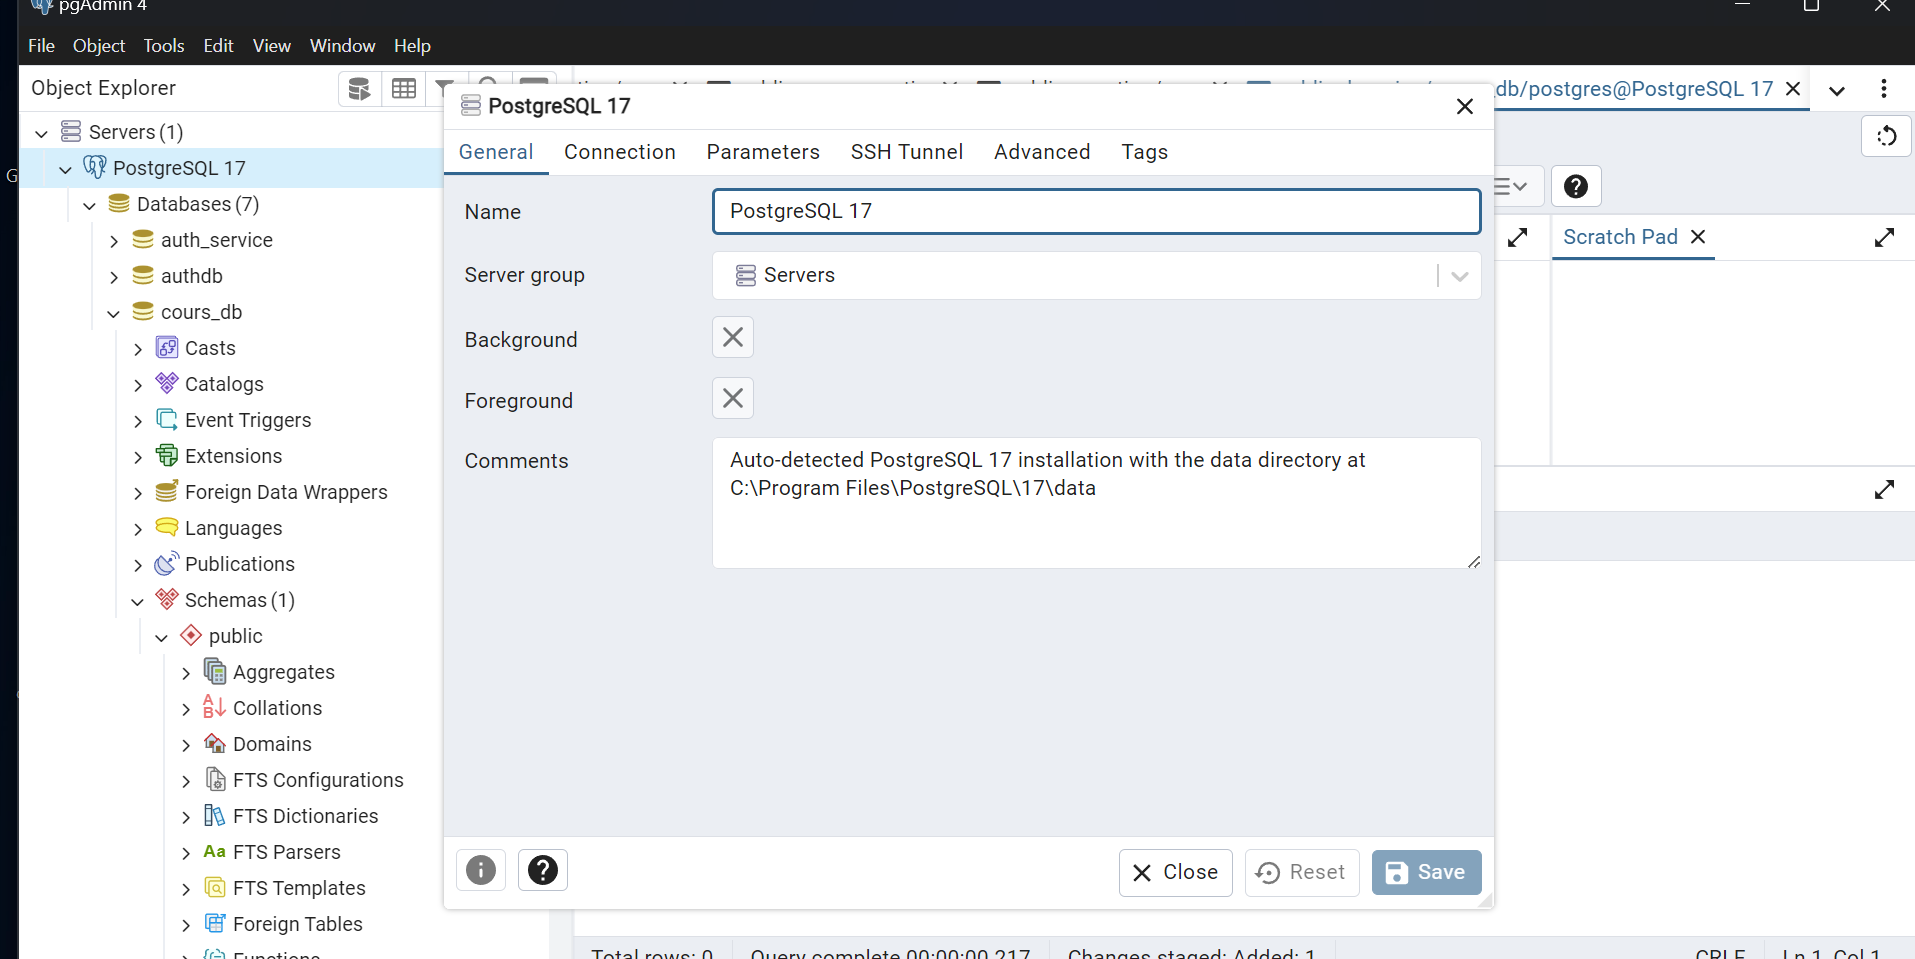 pgAdmin 4
File Object Tools Edit View Window Help
Object Explorer
db/postgres@PostgreSQL 17
Servers (1)
PostgreSQL 17
Databases (7)
auth_service
authdb
cours_db
Casts
Catalogs
Event Triggers
Extensions
Foreign Data Wrappers
Languages
Publications
Schemas (1)
public
Aggregates
Collations
Domains
FTS Configurations
FTS Dictionaries
Aa FTS Parsers
FTS Templates
Foreign Tables
Functions
PostgreSQL 17
General Connection Parameters SSH Tunnel Advanced Tags
Name PostgreSQL 17
Server group Servers
Background
Foreground
Comments Auto-detected PostgreSQL 17 installation with the data directory at
C:\Program Files\PostgreSQL\17\data
Close Reset Save
Scratch Pad
Total rows: 0 Query complete 00:00:00.217 Changes staged: Added: 1 CRLF Ln 1, Col 1